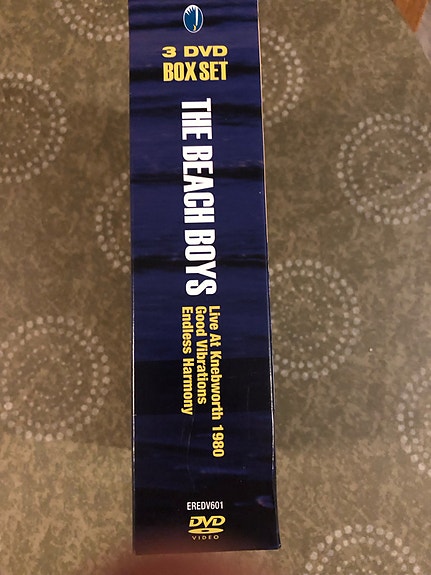 3 DVD
BOX SET
THE BEACH BOYS
Live At Knebworth 1980
Good Vibrations
Endless Harmony
EREDV601
DVD
VIDEO